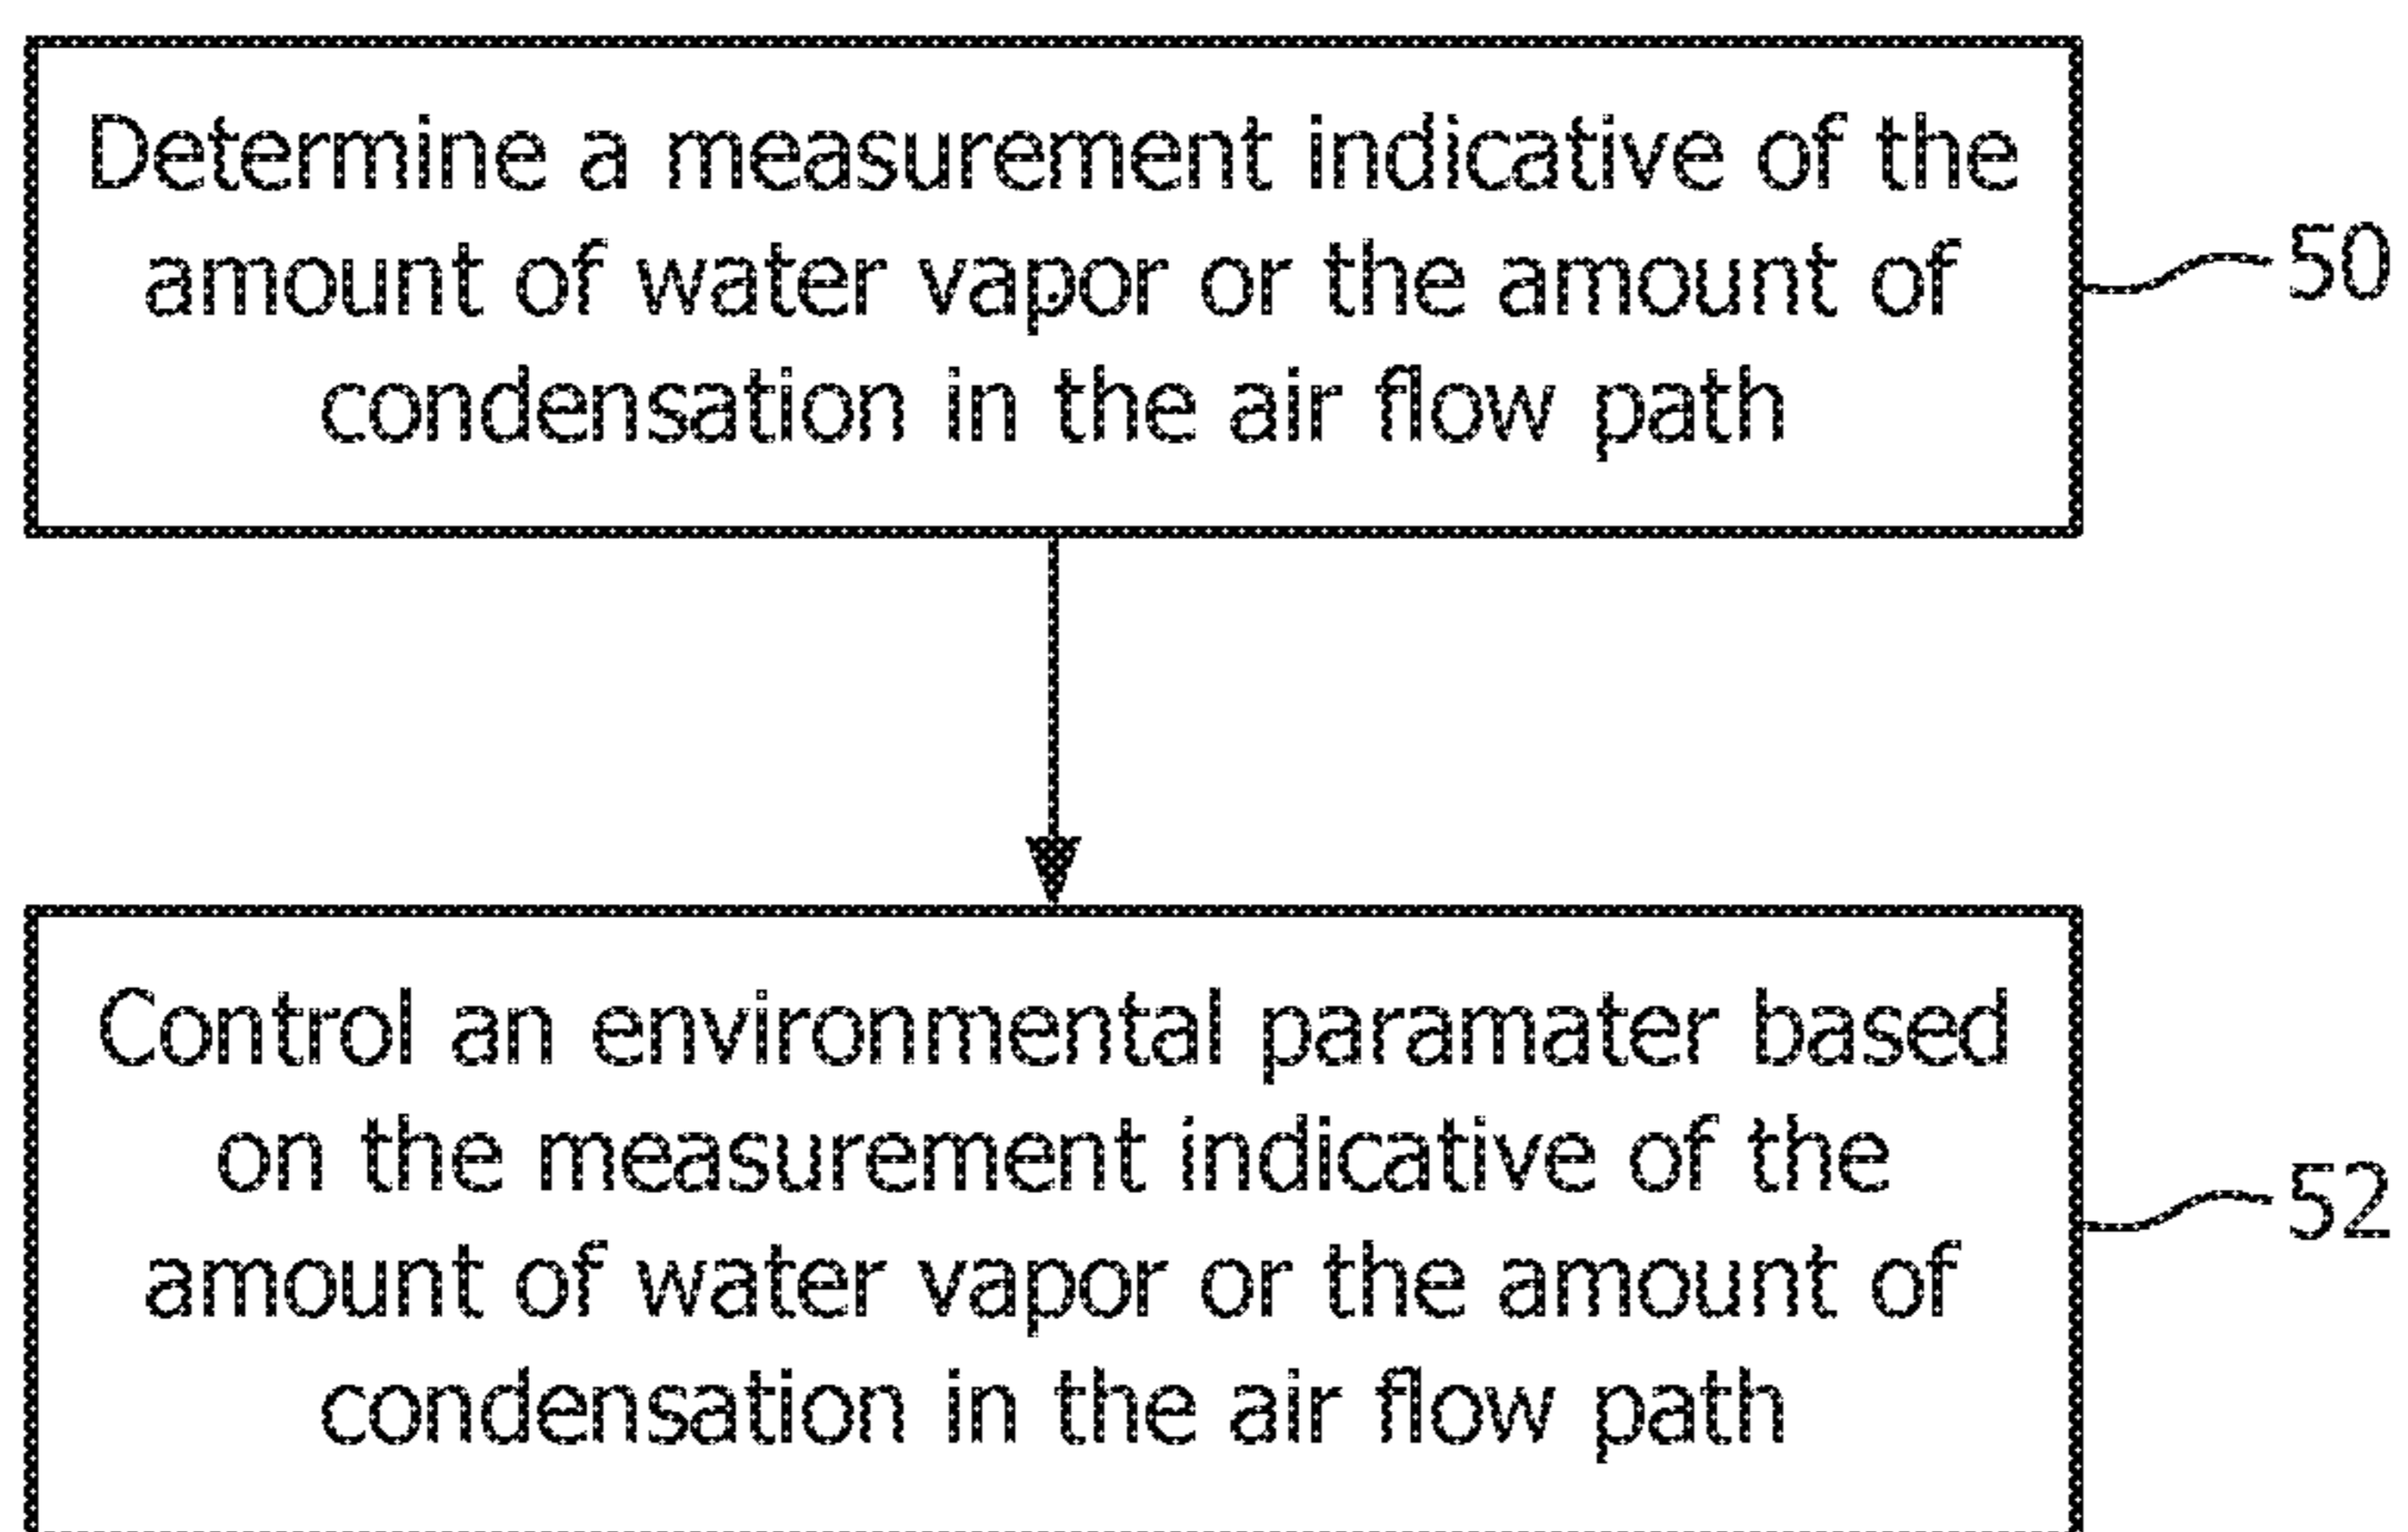 Determine a measurement indicative of the
amount of water vapor or the amount of
condensation in the air flow path
50
Control an environmental paramater based
on the measurement indicative of the
amount of water vapor or the amount of
condensation in the air flow path
52